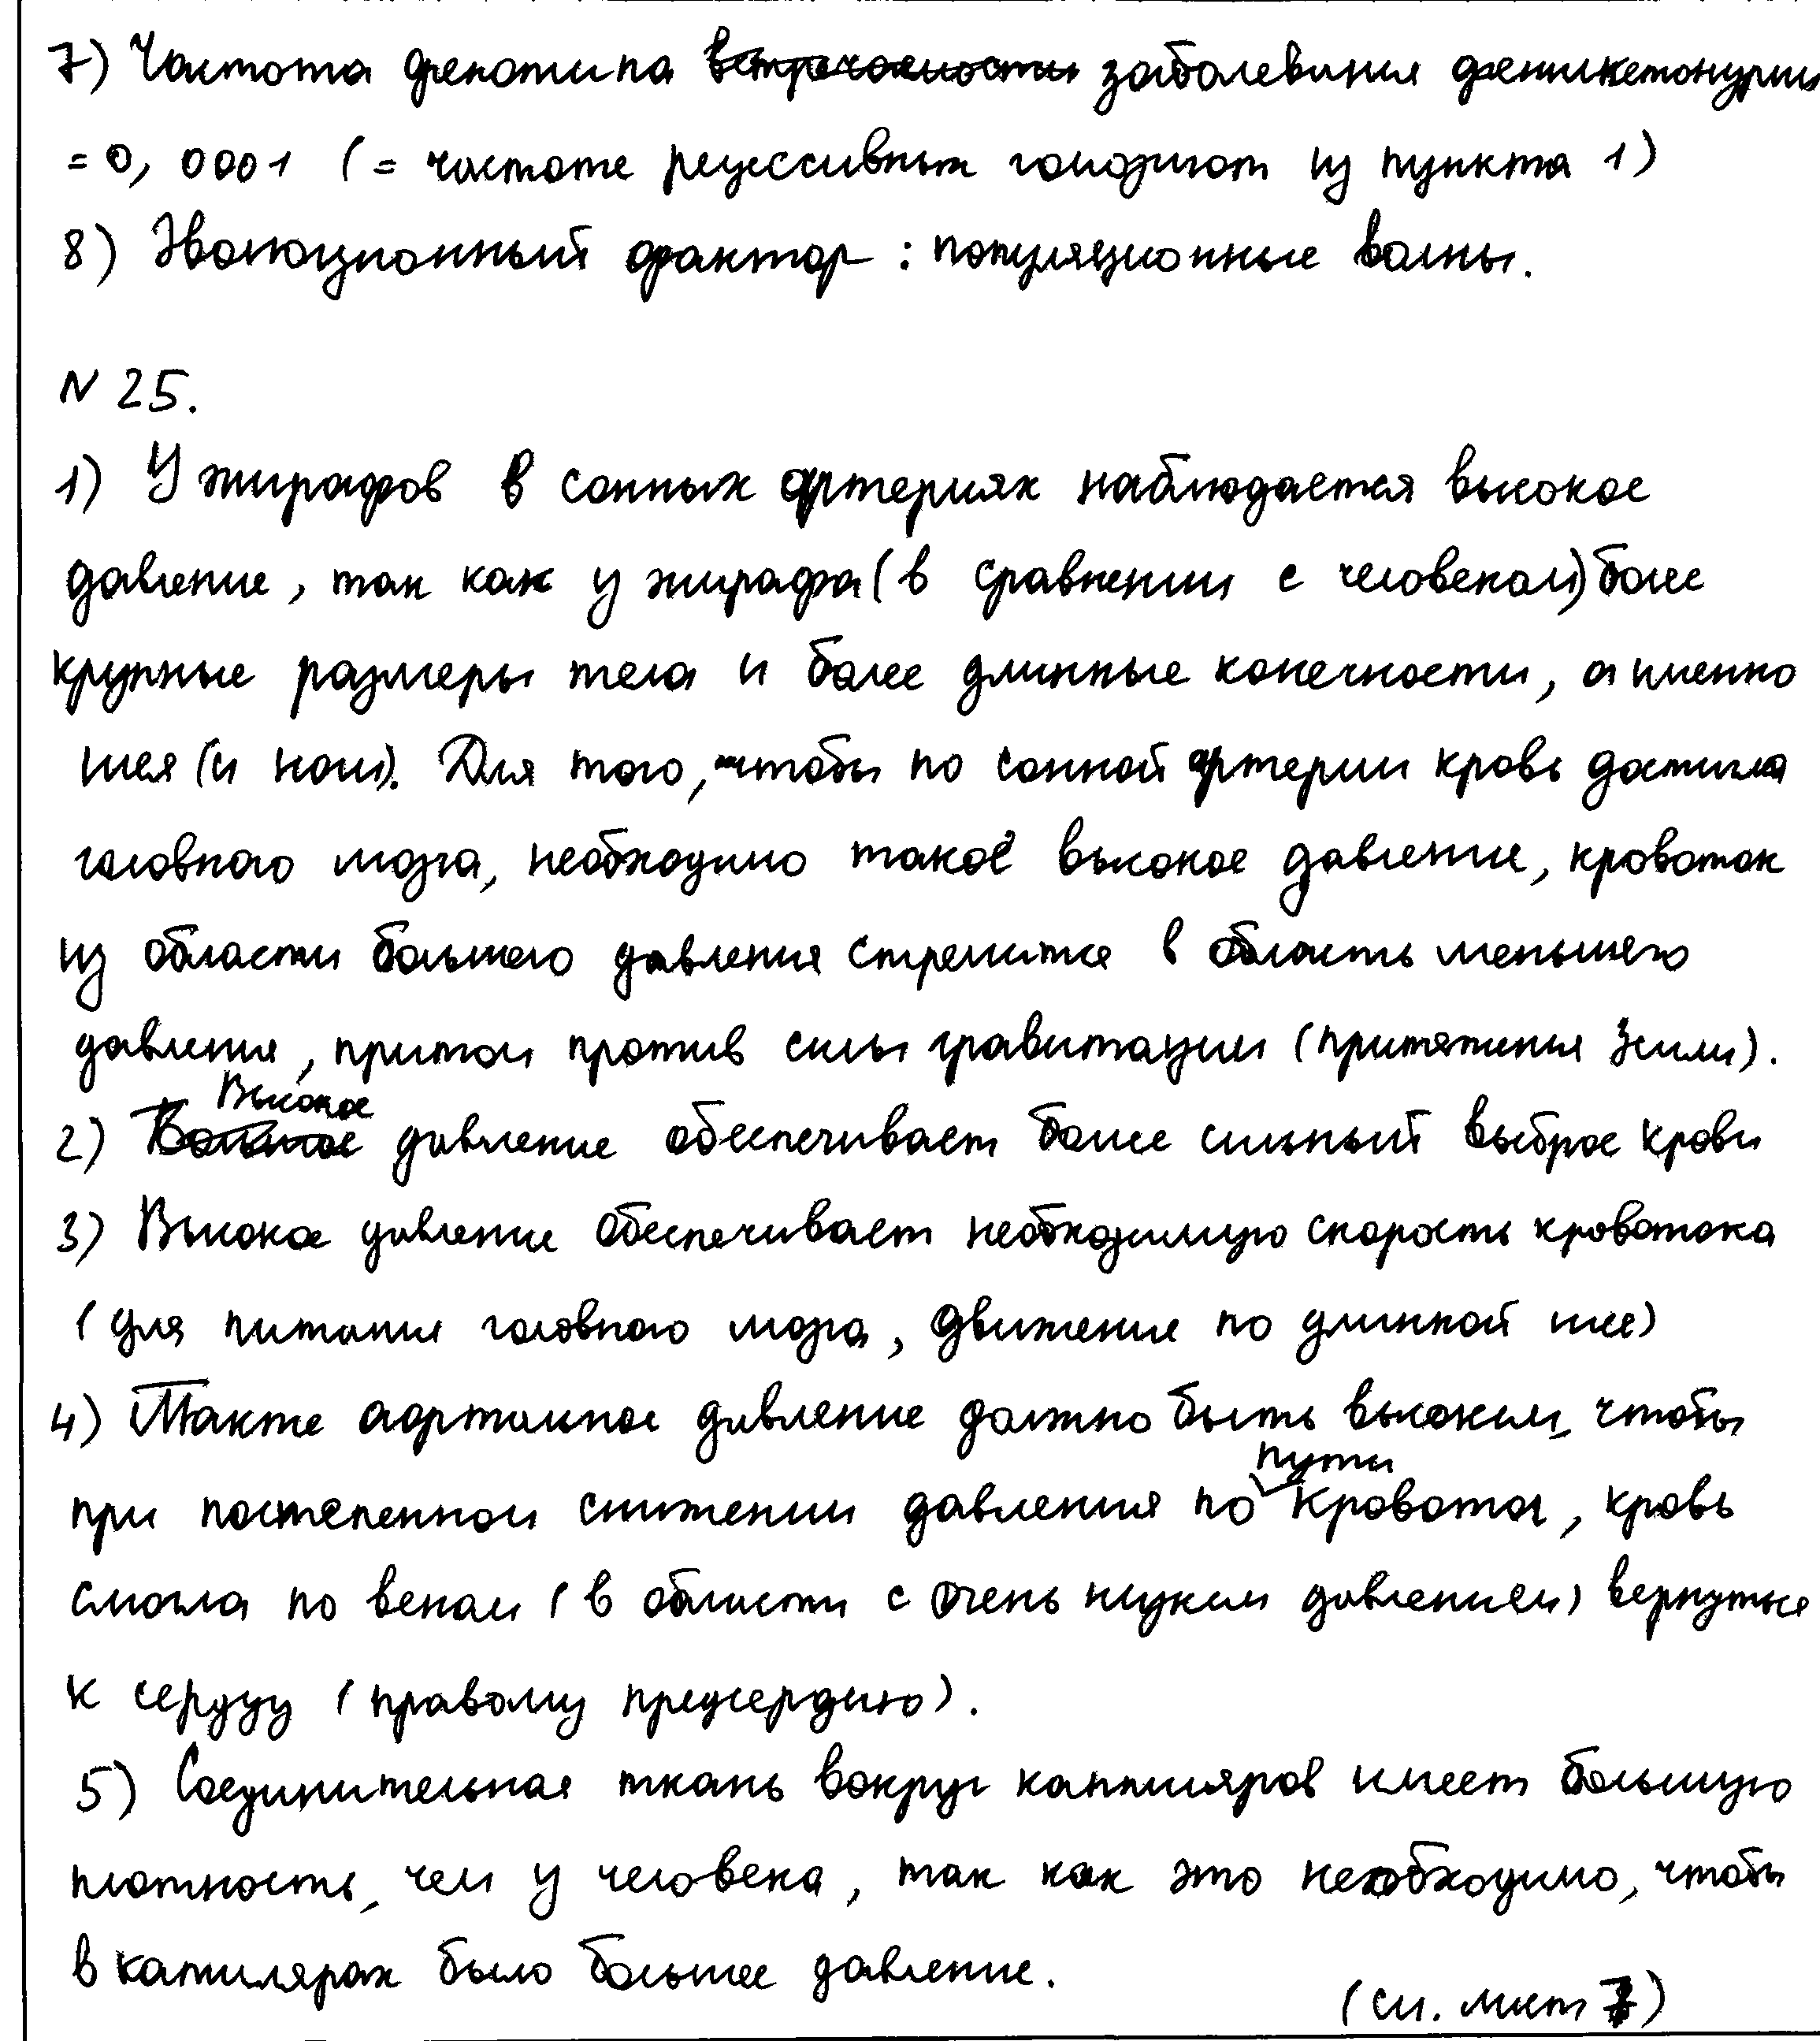 7) Частота фенотипа встречаемости заболевания фенилкетонурии
= 0, 0001 (= частоте рецессивных гомозигот из пункта 1)
8) Эволюционный фактор : популяционные волны.
N 25.
1) У жирафов в сонных артериях наблюдается высокое
давление, так как у жирафа (в сравнении с человеком) более
крупные размеры тела и более длинные конечности, а именно
шея (и ноги). Для того, чтобы по сонной артерии кровь достигла
головного мозга, необходимо такое высокое давление, кровоток
из области большего давления стремится в область меньшего
давления, притом против силы гравитации (притяжения Земли).
2) Большое Высокое давление обеспечивает более сильный выброс крови
3) Высокое давление обеспечивает необходимую скорость кровотока
(для питания головного мозга, движение по длинной шее)
4) Также аортальное давление должно быть высоким, чтобы
при постепенном снижении давления по пути кровотока, кровь
смогла по венам (в области с очень низким давлением) вернуться
к сердцу (правому предсердию).
5) Соединительная ткань вокруг капилляров имеет большую
плотность, чем у человека, так как это необходимо, чтобы
в капилярах было большее давление.
(см. лист 7)